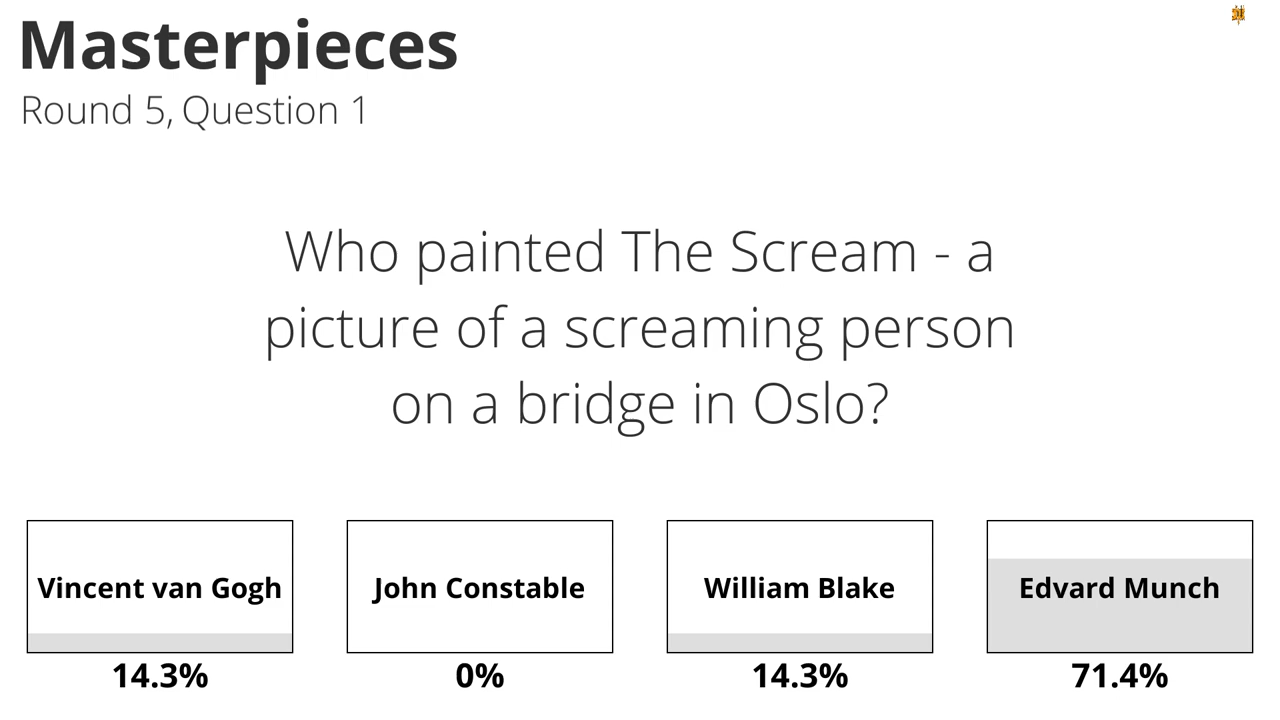 Masterpieces
Round 5, Question 1
Who painted The Scream - a
picture of a screaming person
on a bridge in Oslo?
Vincent van Gogh
John Constable
William Blake
Edvard Munch
14.3%
0%
14.3%
71.4%